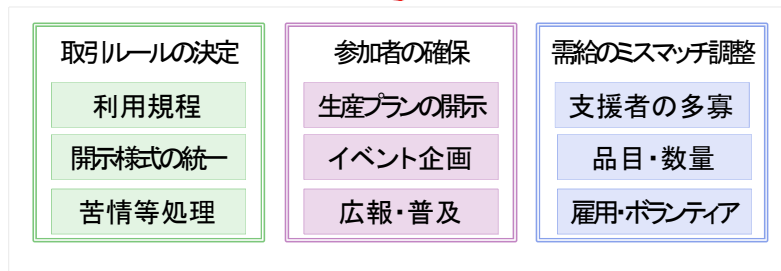 取引ルールの決定
利用規程
開示様式の統一
苦情等処理
参加者の確保
生産プランの開示
イベント企画
広報・普及
需給のミスマッチ調整
支援者の多寡
品目・数量
雇用・ボランティア